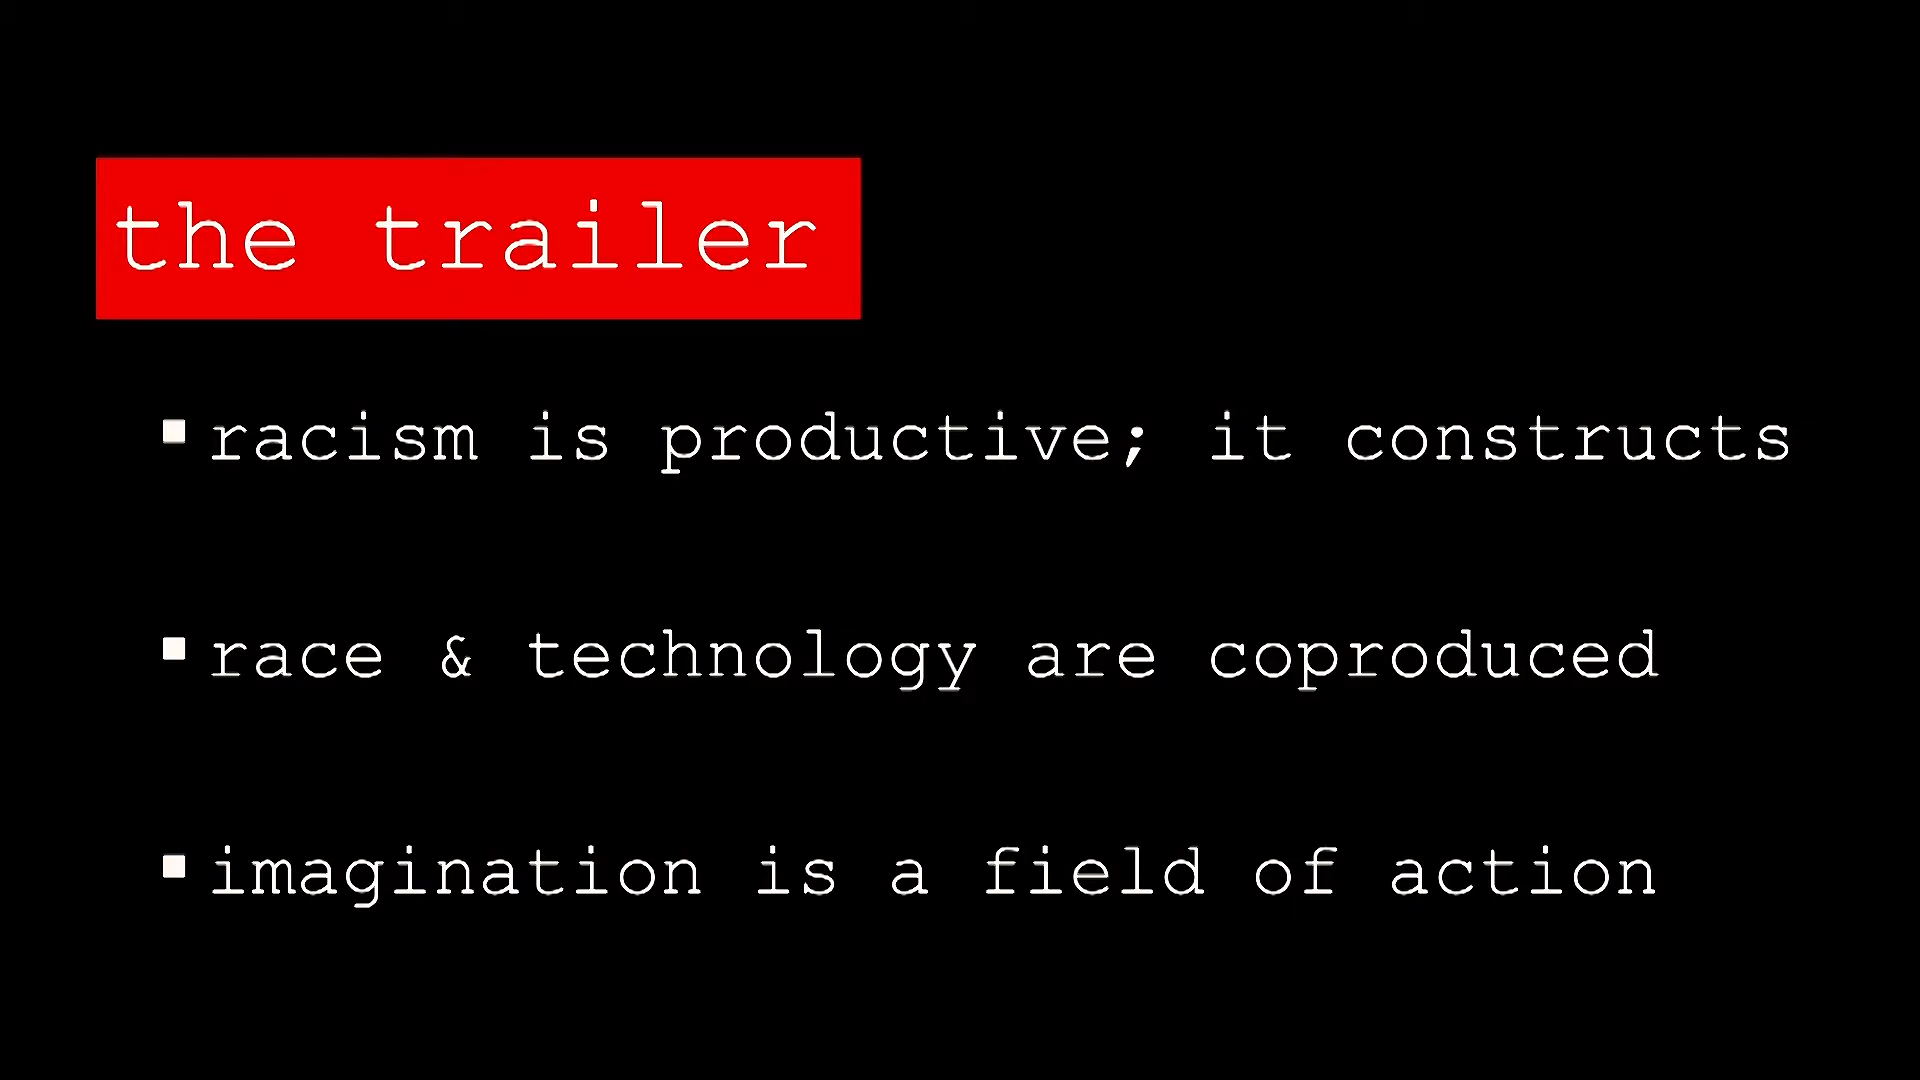 the trailer
▪ racism is productive; it constructs
▪ race & technology are coproduced
▪ imagination is a field of action